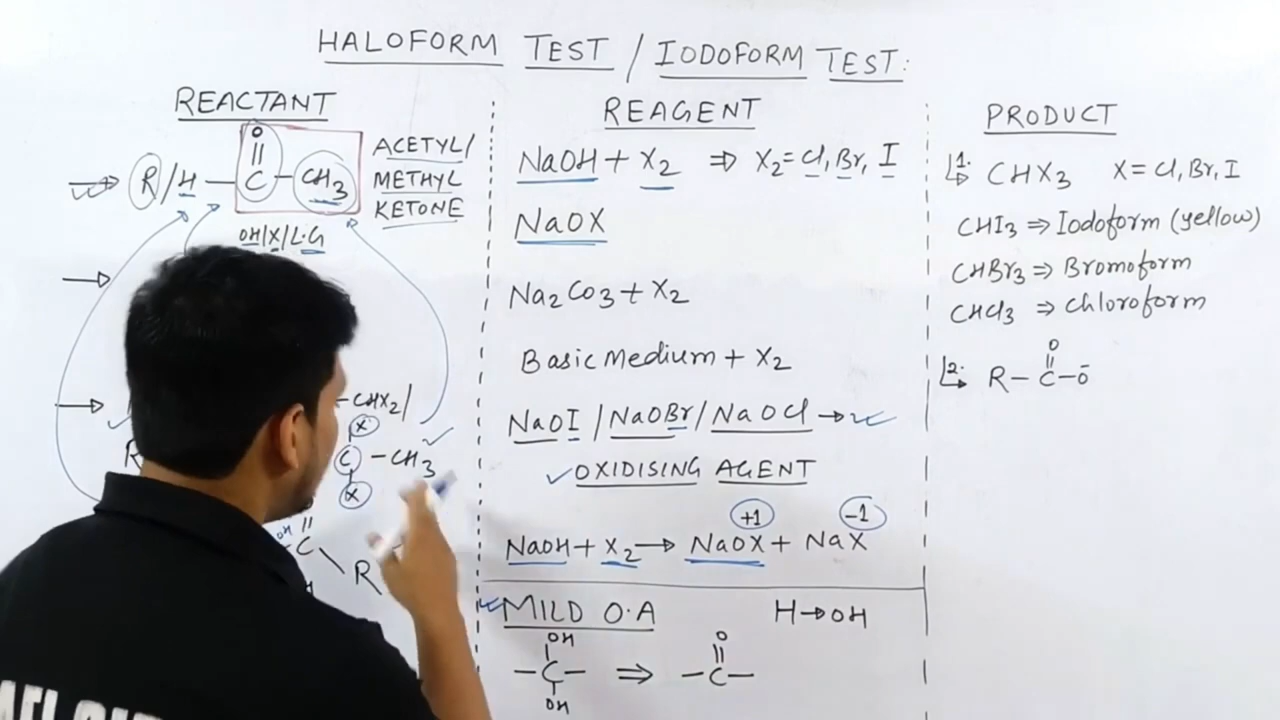 HALOFORM TEST / IODOFORM TEST:
REACTANT
R/H – C – CH3
O
ACETYL/
METHYL
KETONE
OH/X/L.G
–CHX2/
X
C –CH3
X
OH
C
R
REAGENT
NaOH + X2 ⇒ X2 = Cl, Br, I
NaOX
Na2CO3 + X2
Basic Medium + X2
NaOI / NaOBr / NaOCl →
OXIDISING AGENT
+1 -1
NaOH + X2 → NaOX + NaX
MILD O.A H → OH
OH O
– C – ⇒ – C –
OH
PRODUCT
1. CHX3 X = Cl, Br, I
CHI3 ⇒ Iodoform (yellow)
CHBr3 ⇒ Bromoform
CHCl3 ⇒ Chloroform
O
2. R – C – O-